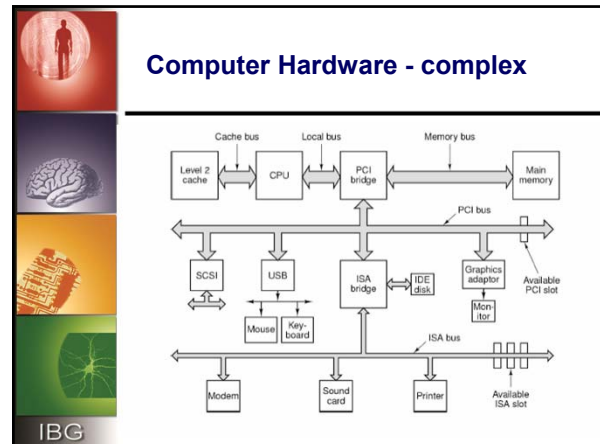 Computer Hardware - complex
Cache bus
Local bus
Memory bus
Level 2
cache
CPU
PCI
bridge
Main
memory
PCI bus
SCSI
USB
ISA
bridge
IDE
disk
Graphics
adaptor
Available
PCI slot
Mouse
Key-
board
Mon-
itor
ISA bus
Modem
Sound
card
Printer
Available
ISA slot
IBG